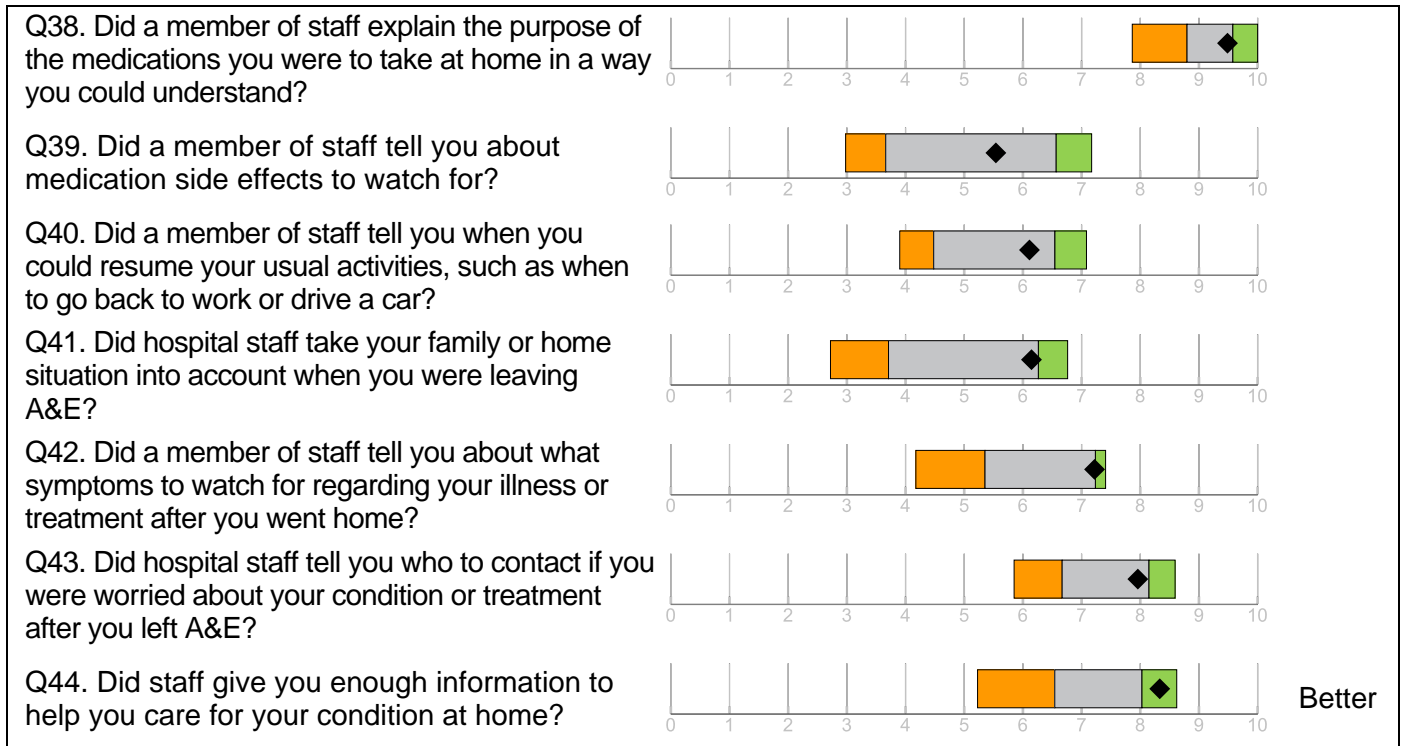 Q38. Did a member of staff explain the purpose of
the medications you were to take at home in a way
you could understand?
0 1 2 3 4 5 6 7 8 9 10
Q39. Did a member of staff tell you about
medication side effects to watch for?
0 1 2 3 4 5 6 7 8 9 10
Q40. Did a member of staff tell you when you
could resume your usual activities, such as when
to go back to work or drive a car?
0 1 2 3 4 5 6 7 8 9 10
Q41. Did hospital staff take your family or home
situation into account when you were leaving
A&E?
0 1 2 3 4 5 6 7 8 9 10
Q42. Did a member of staff tell you about what
symptoms to watch for regarding your illness or
treatment after you went home?
0 1 2 3 4 5 6 7 8 9 10
Q43. Did hospital staff tell you who to contact if you
were worried about your condition or treatment
after you left A&E?
0 1 2 3 4 5 6 7 8 9 10
Q44. Did staff give you enough information to
help you care for your condition at home?
0 1 2 3 4 5 6 7 8 9 10
Better